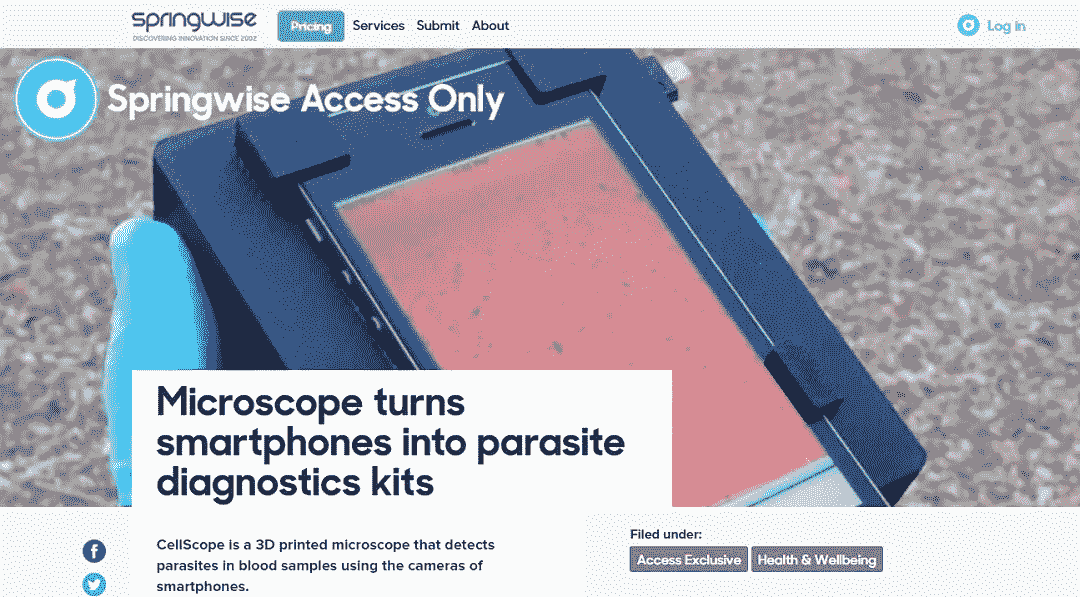 springwise
DISCOVERING INNOVATION SINCE 2002
Pricing
Services
Submit
About
Log in
Springwise Access Only
Microscope turns
smartphones into parasite
diagnostics kits
CellScope is a 3D printed microscope that detects
parasites in blood samples using the cameras of
smartphones.
Filed under:
Access Exclusive
Health & Wellbeing